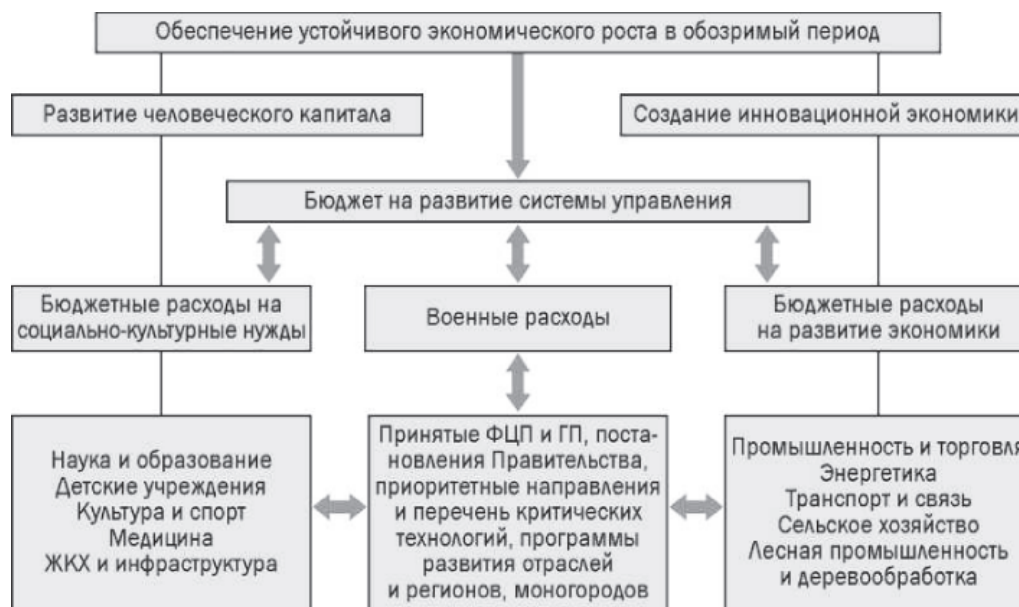 Обеспечение устойчивого экономического роста в обозримый период
Развитие человеческого капитала
Создание инновационной экономики
Бюджет на развитие системы управления
Бюджетные расходы на
социально-культурные нужды
Военные расходы
Бюджетные расходы
на развитие экономики
Наука и образование
Детские учреждения
Культура и спорт
Медицина
ЖКХ и инфраструктура
Принятые ФЦП и ГП, поста-
новления Правительства,
приоритетные направления
и перечень критических
технологий, программы
развития отраслей
и регионов, моногородов
Промышленность и торговля
Энергетика
Транспорт и связь
Сельское хозяйство
Лесная промышленность
и деревообработка